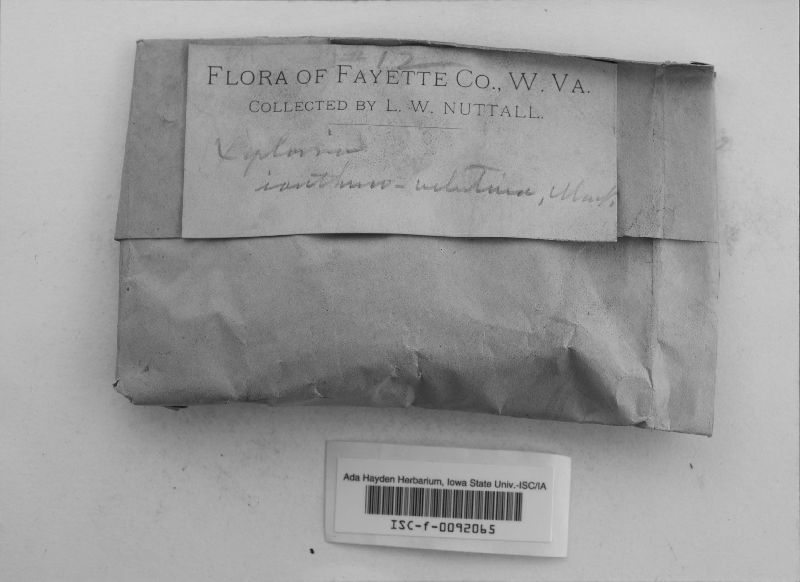 12
FLORA OF FAYETTE CO., W. VA.
COLLECTED BY L. W. NUTTALL.
Xylaria
ianthino-velutina, Mont.
Ada Hayden Herbarium, Iowa State Univ.-ISC/IA
ISC-f-0092065